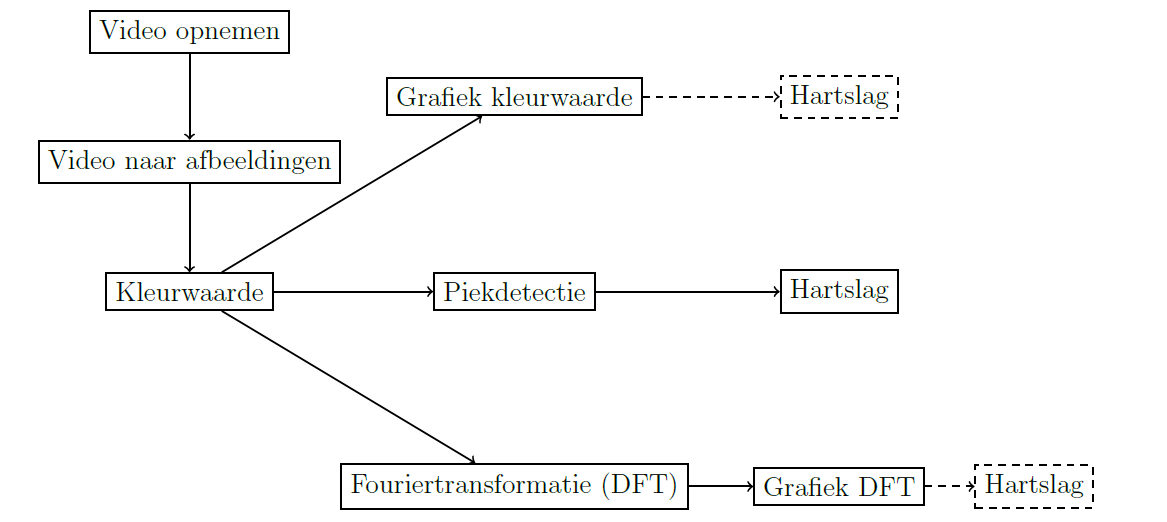 Video opnemen
Video naar afbeeldingen
Grafiek kleurwaarde
Hartslag
Kleurwaarde
Piekdetectie
Hartslag
Fouriertransformatie (DFT)
Grafiek DFT
Hartslag